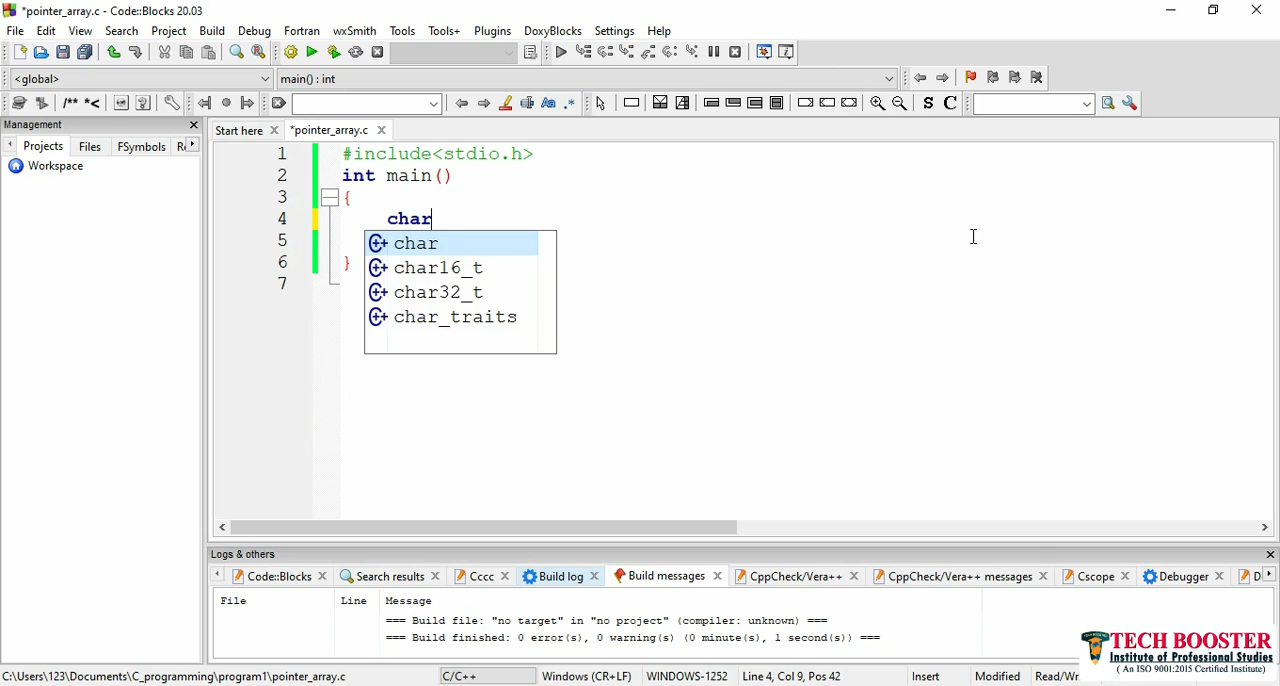 *pointer_array.c - Code::Blocks 20.03
File Edit View Search Project Build Debug Fortran wxSmith Tools Tools+ Plugins DoxyBlocks Settings Help
<global> main() : int
/** *< Aa .* S C
Management
Projects Files FSymbols
Workspace
Start here *pointer_array.c
1 #include<stdio.h>
2 int main()
3 {
4 char
5
6 }
7
char
char16_t
char32_t
char_traits
Logs & others
Code::Blocks Search results Cccc Build log Build messages CppCheck/Vera++ CppCheck/Vera++ messages Cscope Debugger
File Line Message
=== Build file: "no target" in "no project" (compiler: unknown) ===
=== Build finished: 0 error(s), 0 warning(s) (0 minute(s), 1 second(s)) ===
TECH BOOSTER
Institute of Professional Studies
( An ISO 9001:2015 Certified Institute)
C:\Users\123\Documents\C_programming\program1\pointer_array.c C/C++ Windows (CR+LF) WINDOWS-1252 Line 4, Col 9, Pos 42 Insert Modified